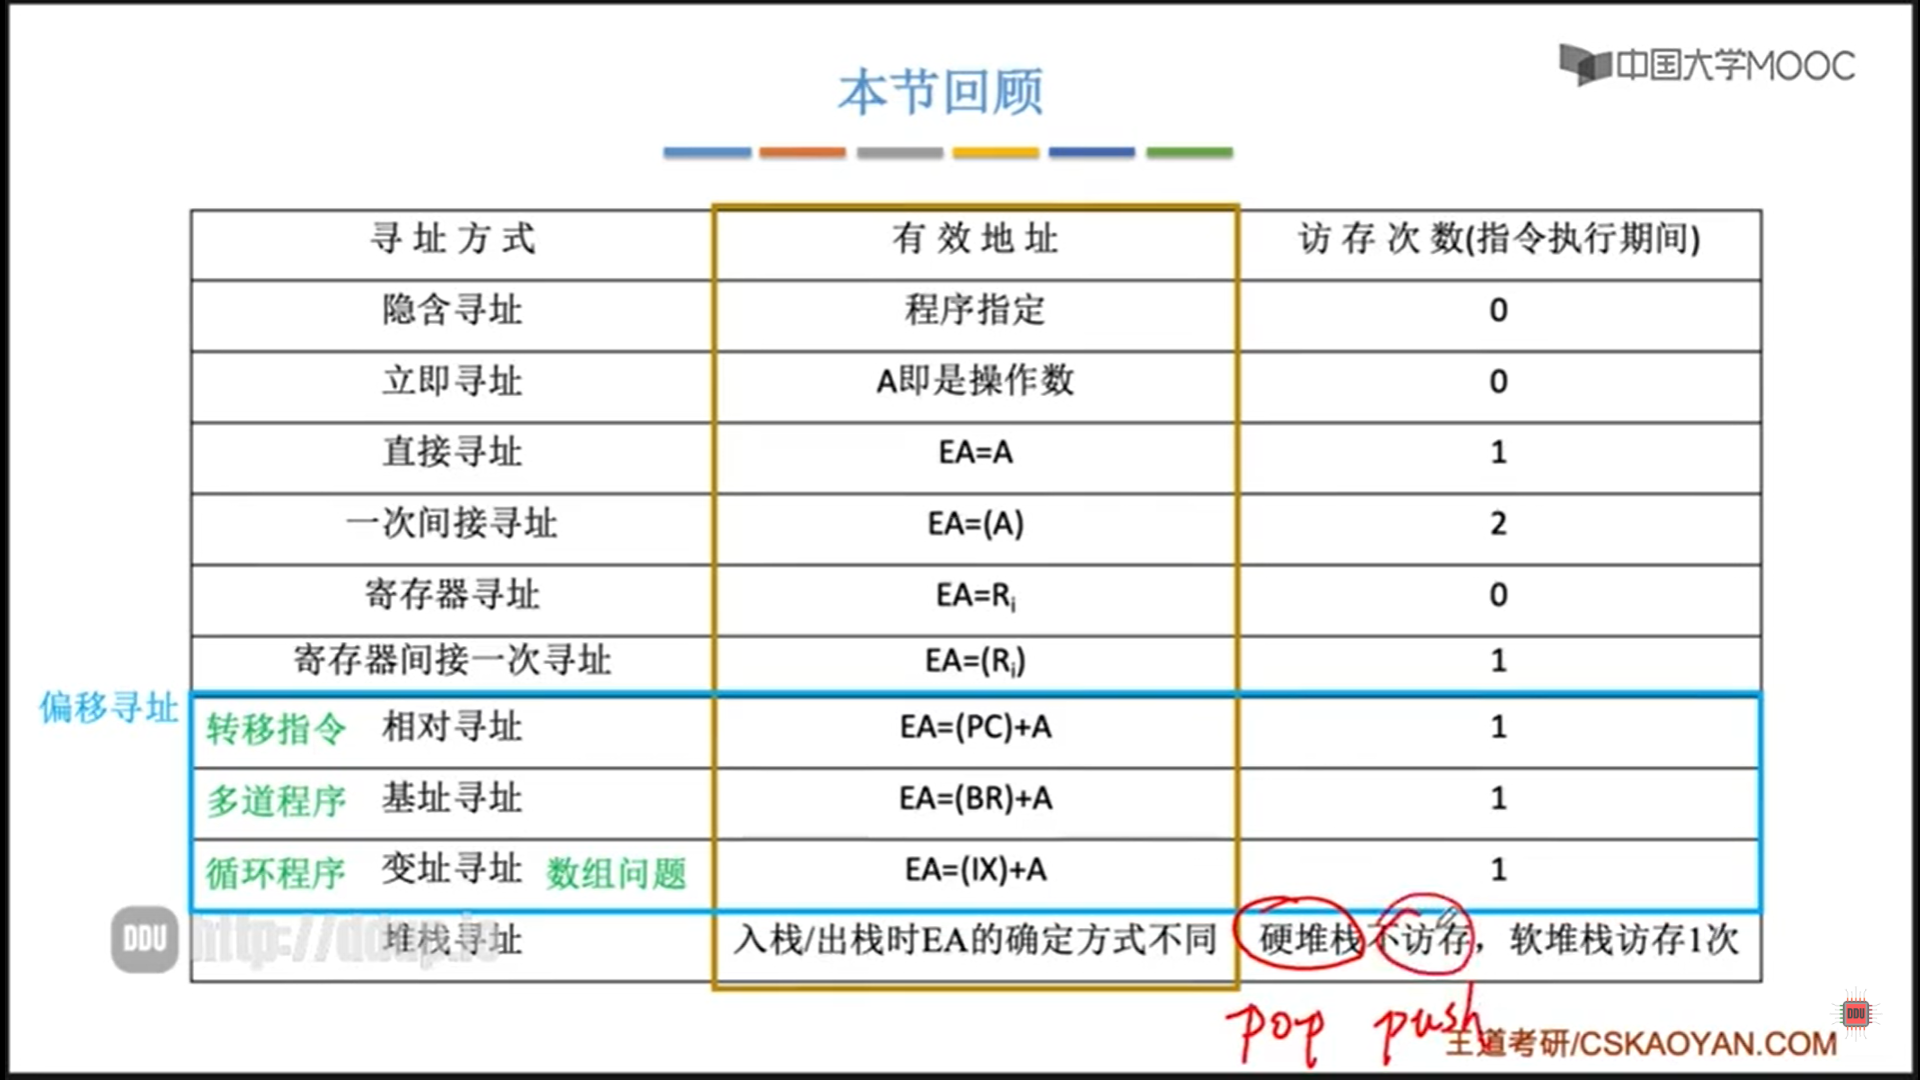 中国大学MOOC
本节回顾
寻址方式 有效地址 访存次数(指令执行期间)
隐含寻址 程序指定 0
立即寻址 A即是操作数 0
直接寻址 EA=A 1
一次间接寻址 EA=(A) 2
寄存器寻址 EA=Ri 0
寄存器间接一次寻址 EA=(Ri) 1
偏移寻址
转移指令 相对寻址 EA=(PC)+A 1
多道程序 基址寻址 EA=(BR)+A 1
循环程序 变址寻址 数组问题 EA=(IX)+A 1
堆栈寻址 入栈/出栈时EA的确定方式不同 硬堆栈不访存，软堆栈访存1次
DDU http://ddup.ic
pop push
DDU
王道考研/CSKAOYAN.COM